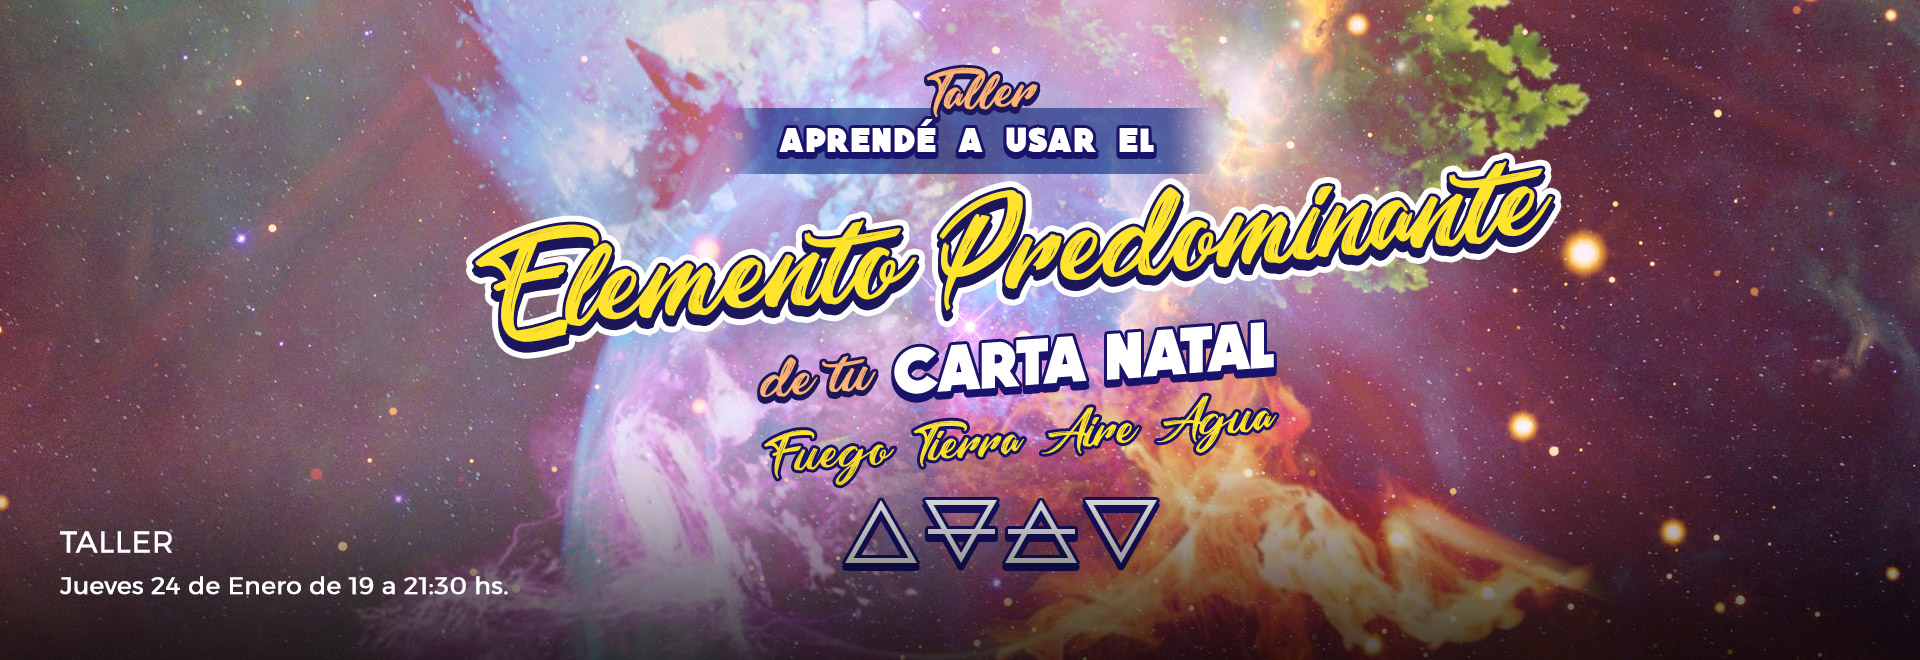 Taller
APRENDÉ A USAR EL
Elemento Predominante
de tu CARTA NATAL
Fuego Tierra Aire Agua
TALLER
Jueves 24 de Enero de 19 a 21:30 hs.